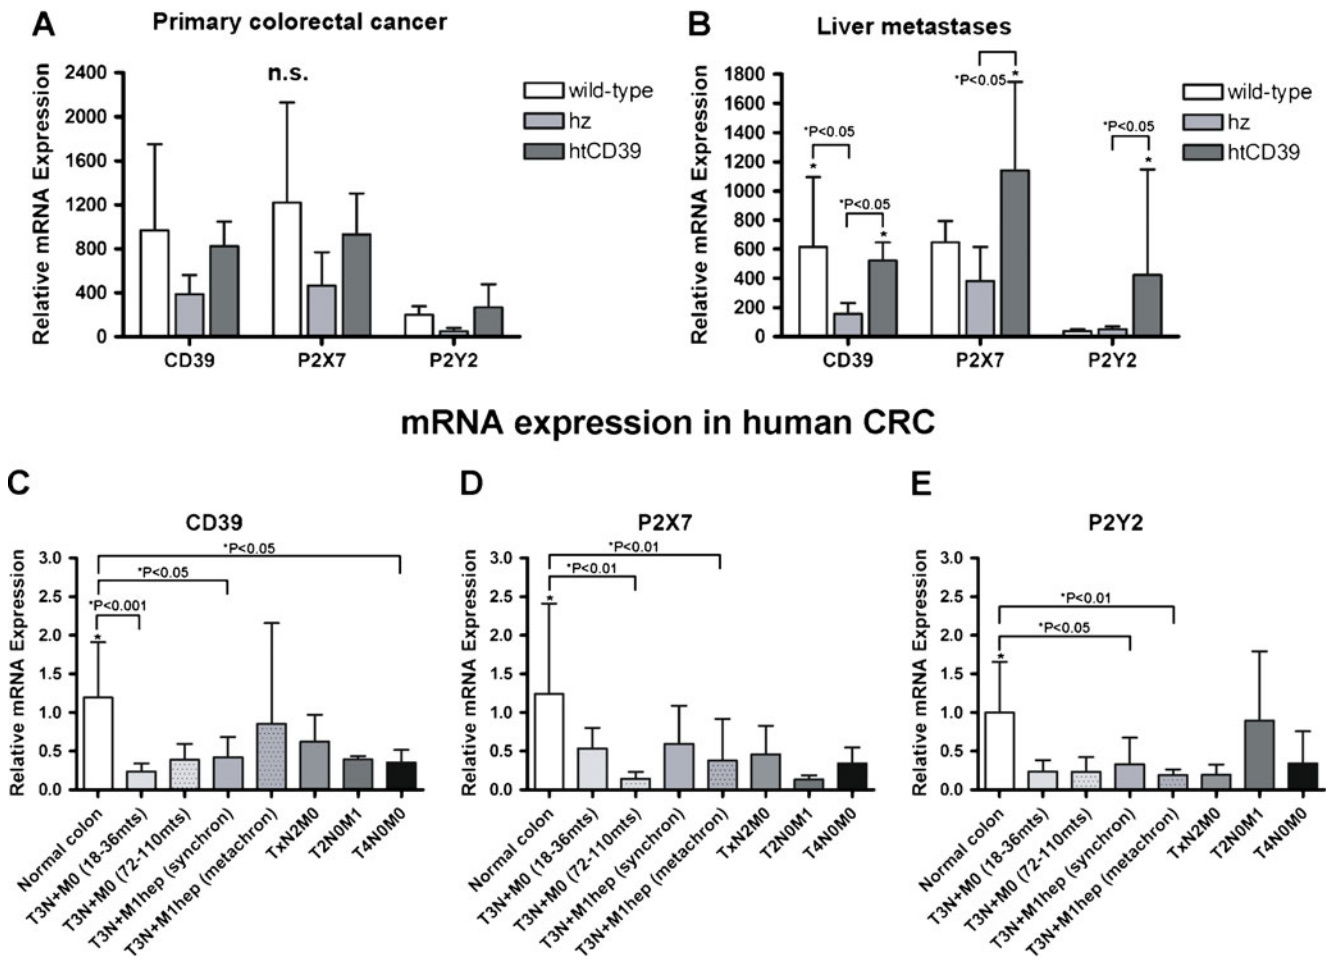 A
Primary colorectal cancer
Relative mRNA Expression
2400
2000
1600
1200
800
400
0
n.s.
CD39
P2X7
P2Y2
wild-type
hz
htCD39
B
Liver metastases
Relative mRNA Expression
1800
1600
1400
1200
1000
800
600
400
200
0
*P<0.05
*
*P<0.05
*
*P<0.05
*
*P<0.05
*
CD39
P2X7
P2Y2
wild-type
hz
htCD39
mRNA expression in human CRC
C
CD39
Relative mRNA Expression
3.0
2.5
2.0
1.5
1.0
0.5
0.0
*P<0.05
*P<0.05
*P<0.001
*
Normal colon
T3N+M0 (18-36mts)
T3N+M0 (72-110mts)
T3N+M1hep (synchron)
T3N+M1hep (metachron)
TxN2M0
T2N0M1
T4N0M0
D
P2X7
Relative mRNA Expression
3.0
2.5
2.0
1.5
1.0
0.5
0.0
*P<0.01
*P<0.01
*
Normal colon
T3N+M0 (18-36mts)
T3N+M0 (72-110mts)
T3N+M1hep (synchron)
T3N+M1hep (metachron)
TxN2M0
T2N0M1
T4N0M0
E
P2Y2
Relative mRNA Expression
3.0
2.5
2.0
1.5
1.0
0.5
0.0
*P<0.01
*P<0.05
*
Normal colon
T3N+M0 (18-36mts)
T3N+M0 (72-110mts)
T3N+M1hep (synchron)
T3N+M1hep (metachron)
TxN2M0
T2N0M1
T4N0M0